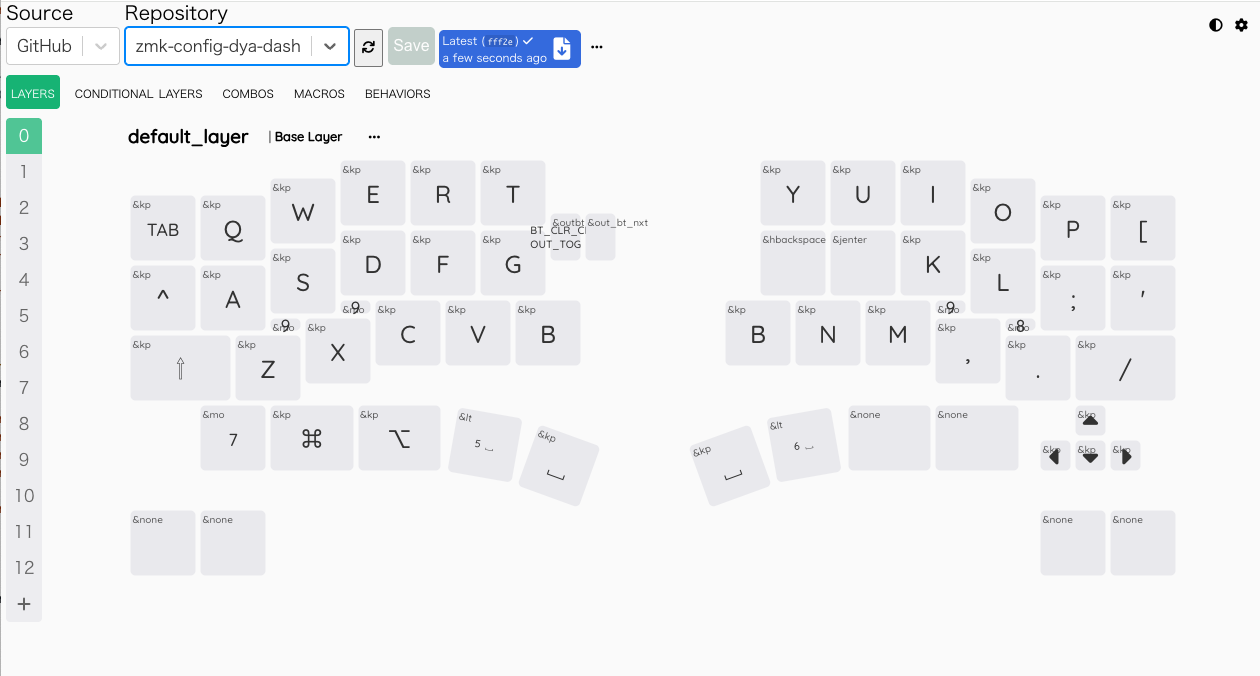 Source Repository
GitHub zmk-config-dya-dash Save Latest (fff2e) a few seconds ago
LAYERS CONDITIONAL LAYERS COMBOS MACROS BEHAVIORS
0
1
2
3
4
5
6
7
8
9
10
11
12
+
default_layer | Base Layer
&kp TAB &kp Q &kp W &kp E &kp R &kp T
&kp Y &kp U &kp I &kp O &kp P &kp [
&out_bt_nxt
OUT_TOG
&kp ^ &kp A &kp S &kp D &kp F &kp G
&hbackspace &jenter &kp K &kp L &kp ; &kp '
&mo 9 &mo 9
&mo 9 &mo 8
&kp ⇧ &kp Z &kp X &kp C &kp V &kp B
&kp B &kp N &kp M &kp , &kp . &kp /
&mo 7 &kp ⌘ &kp ⌥ &lt 5 ⎵ &kp ⎵
&kp ⎵ &lt 6 ⎵ &none &none &kp
&kp &kp &kp
&none &none &none &none